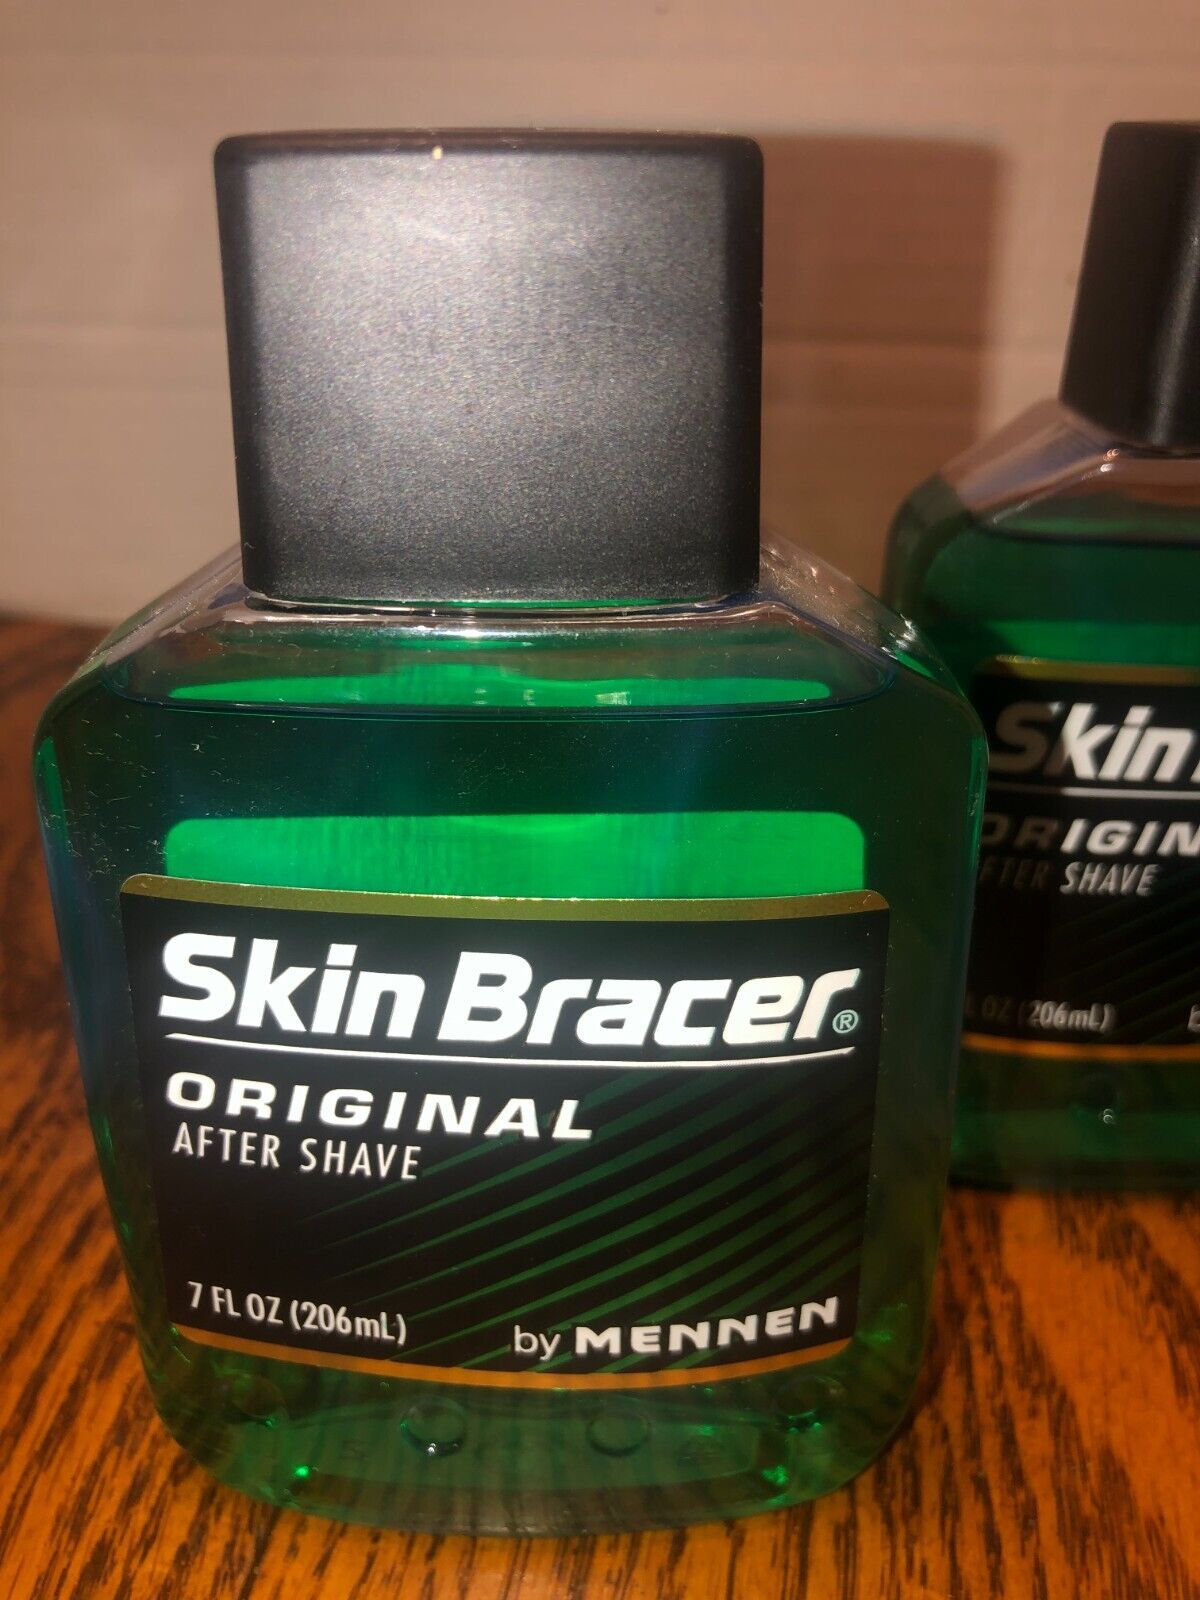 Skin Bracer®
ORIGINAL
AFTER SHAVE
7 FL OZ (206mL)
by MENNEN
Skin
ORIGIN
AFTER SHAVE
OZ (206mL)
b